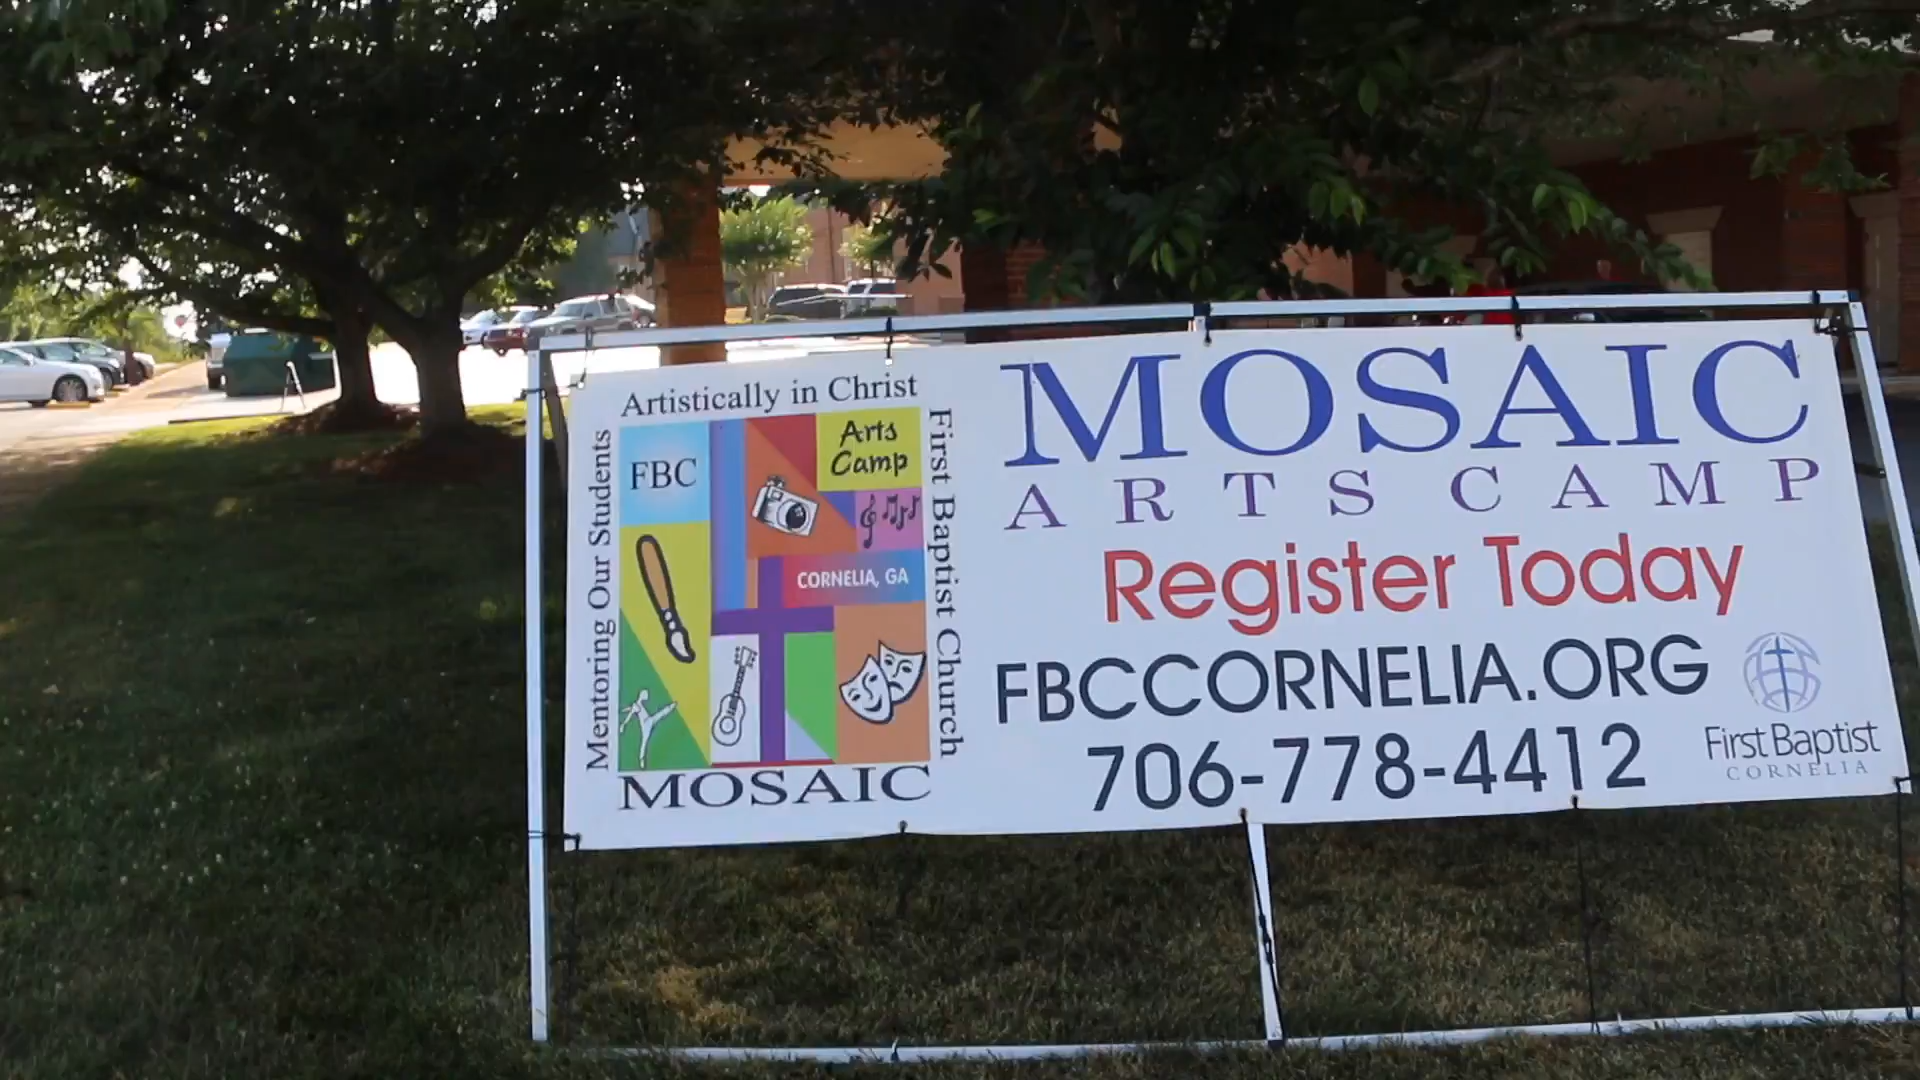 Mentoring Our Students
Artistically in Christ
First Baptist Church
FBC
Arts
Camp
CORNELIA, GA
MOSAIC
MOSAIC
ARTS CAMP
Register Today
FBCCORNELIA.ORG
706-778-4412
First Baptist
CORNELIA